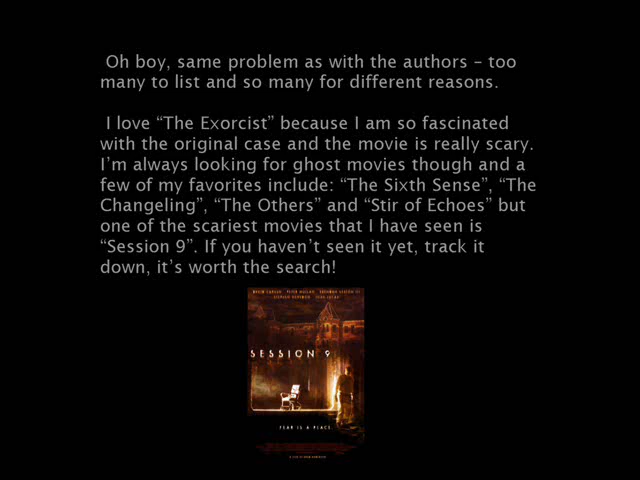 Oh boy, same problem as with the authors – too
many to list and so many for different reasons.
I love “The Exorcist” because I am so fascinated
with the original case and the movie is really scary.
I’m always looking for ghost movies though and a
few of my favorites include: “The Sixth Sense”, “The
Changeling”, “The Others” and “Stir of Echoes” but
one of the scariest movies that I have seen is
“Session 9”. If you haven’t seen it yet, track it
down, it’s worth the search!
SESSION 9
FEAR IS A PLACE